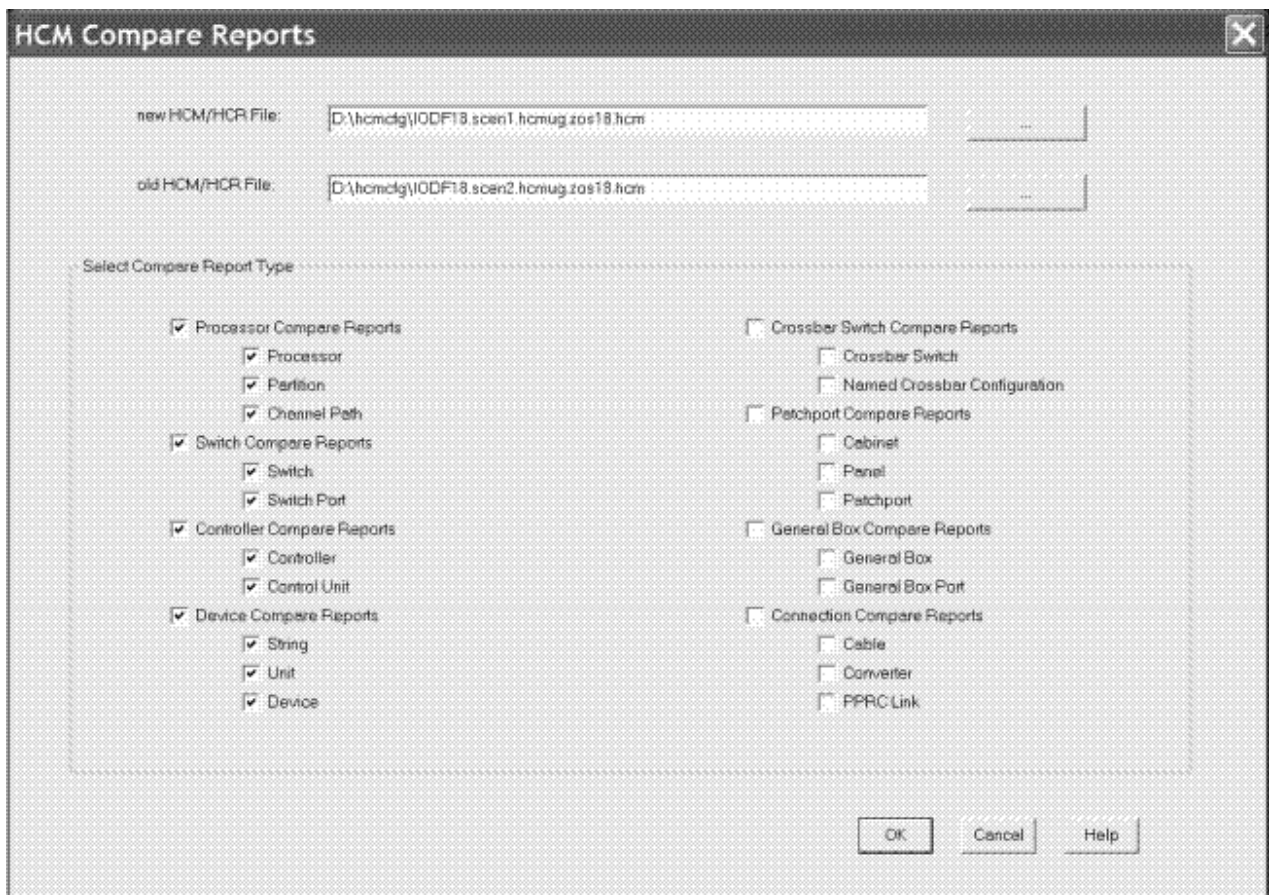 HCM Compare Reports
new HCM/HCR File:
D:\hcmcfg\IODF18.scen1.hcmug.zos18.hcm
...
old HCM/HCR File:
D:\hcmcfg\IODF18.scen2.hcmug.zos18.hcm
...
Select Compare Report Type
Processor Compare Reports
Processor
Partition
Channel Path
Switch Compare Reports
Switch
Switch Port
Controller Compare Reports
Controller
Control Unit
Device Compare Reports
String
Unit
Device
Crossbar Switch Compare Reports
Crossbar Switch
Named Crossbar Configuration
Patchport Compare Reports
Cabinet
Panel
Patchport
General Box Compare Reports
General Box
General Box Port
Connection Compare Reports
Cable
Converter
PPRC Link
OK
Cancel
Help